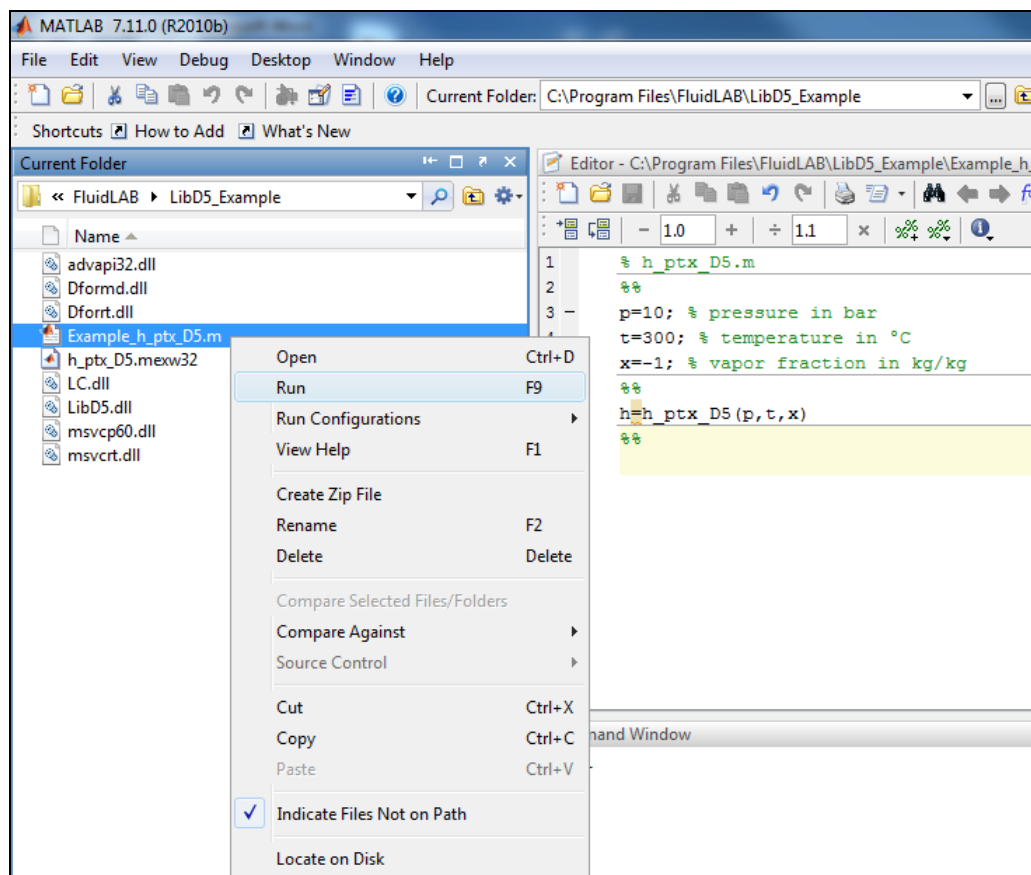 MATLAB 7.11.0 (R2010b)
File Edit View Debug Desktop Window Help
Current Folder: C:\Program Files\FluidLAB\LibD5_Example
Shortcuts How to Add What's New
Current Folder
« FluidLAB LibD5_Example
Name
advapi32.dll
Dformd.dll
Dforrt.dll
Example_h_ptx_D5.m
h_ptx_D5.mexw32
LC.dll
LibD5.dll
msvcp60.dll
msvcrt.dll
Open Ctrl+D
Run F9
Run Configurations
View Help F1
Create Zip File
Rename F2
Delete Delete
Compare Selected Files/Folders
Compare Against
Source Control
Cut Ctrl+X
Copy Ctrl+C
Paste Ctrl+V
Indicate Files Not on Path
Locate on Disk
Editor - C:\Program Files\FluidLAB\LibD5_Example\Example_h_
− 1.0 + ÷ 1.1 ×
1 % h_ptx_D5.m
2 %%
3 − p=10; % pressure in bar
t=300; % temperature in °C
x=-1; % vapor fraction in kg/kg
%%
h=h_ptx_D5(p,t,x)
%%
mand Window